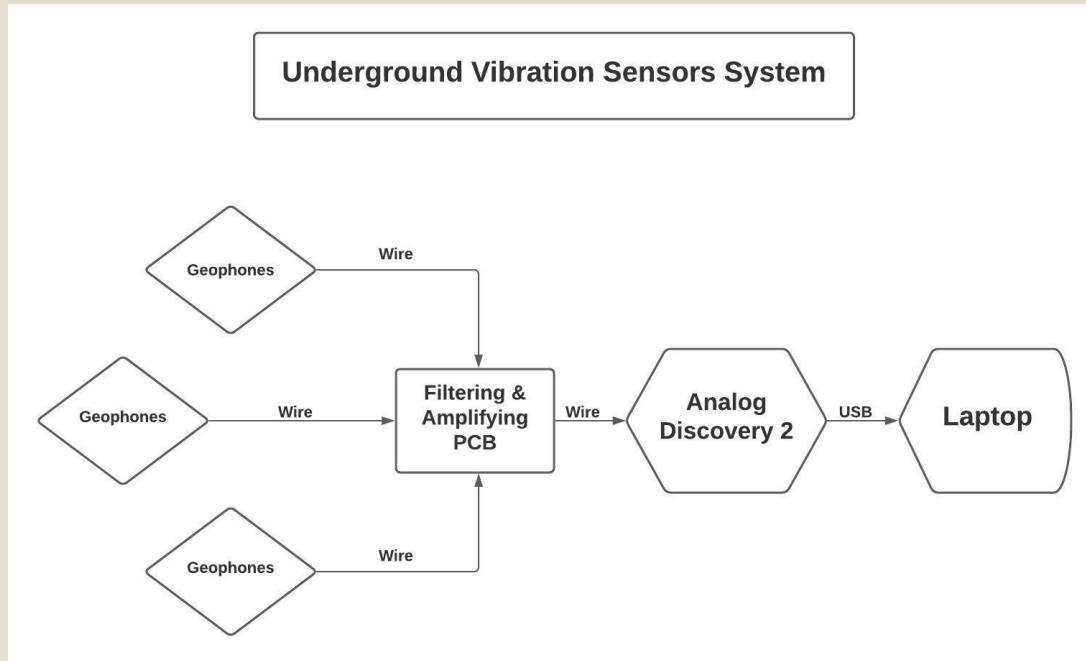 Underground Vibration Sensors System
Geophones
Wire
Geophones
Wire
Filtering &
Amplifying
PCB
Wire
Analog
Discovery 2
USB
Laptop
Geophones
Wire